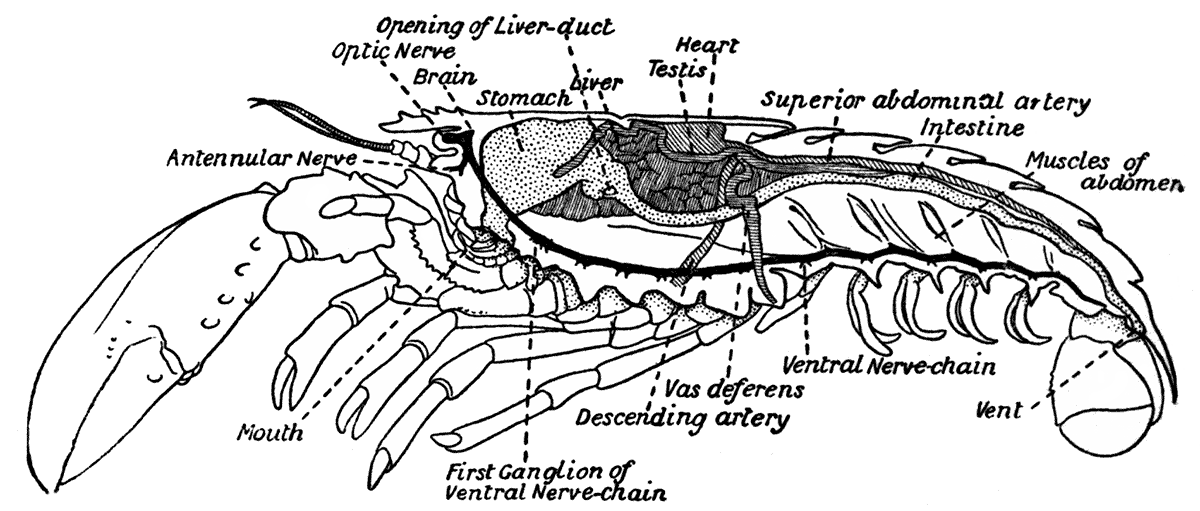 Opening of Liver-duct
Optic Nerve
Heart
Brain
Liver
Testis
Stomach
Superior abdominal artery
Intestine
Antennular Nerve
Muscles of
abdomen
Ventral Nerve-chain
Vas deferens
Vent
Descending artery
Mouth
First Ganglion of
Ventral Nerve-chain